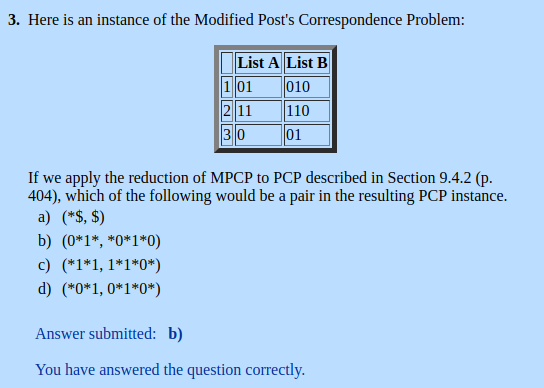 3. Here is an instance of the Modified Post's Correspondence Problem:
List A List B
1 01 010
2 11 110
3 0 01
If we apply the reduction of MPCP to PCP described in Section 9.4.2 (p.
404), which of the following would be a pair in the resulting PCP instance.
a) (*$, $)
b) (0*1*, *0*1*0)
c) (*1*1, 1*1*0*)
d) (*0*1, 0*1*0*)
Answer submitted: b)
You have answered the question correctly.